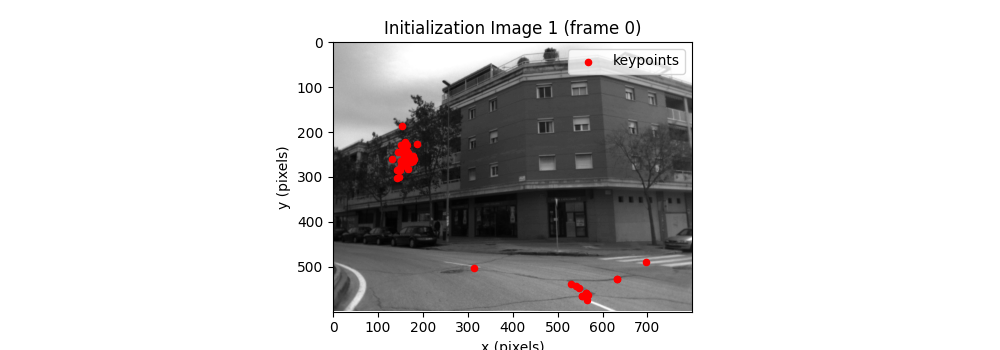 Initialization Image 1 (frame 0)
keypoints
0
100
200
300
400
500
y (pixels)
0 100 200 300 400 500 600 700
x (pixels)